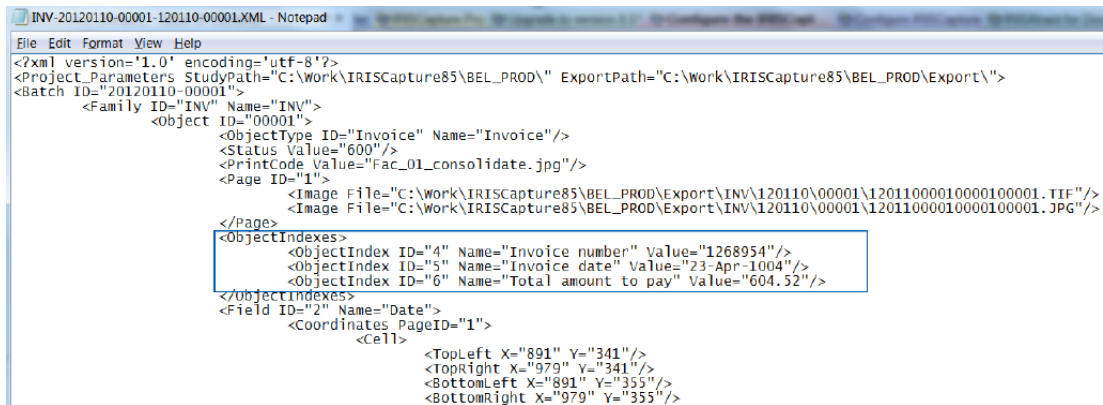 INV-20120110-00001-120110-00001.XML - Notepad
File Edit Format View Help
<?xml version='1.0' encoding='utf-8'?>
<Project_Parameters StudyPath="C:\Work\IRISCapture85\BEL_PROD\" ExportPath="C:\Work\IRISCapture85\BEL_PROD\Export\">
<Batch ID="20120110-00001">
<Family ID="INV" Name="INV">
<Object ID="00001">
<ObjectType ID="Invoice" Name="Invoice"/>
<Status Value="600"/>
<PrintCode Value="Fac_01_consolidate.jpg"/>
<Page ID="1">
<Image File="C:\Work\IRISCapture85\BEL_PROD\Export\INV\120110\00001\12011000010000100001.TIF"/>
<Image File="C:\Work\IRISCapture85\BEL_PROD\Export\INV\120110\00001\12011000010000100001.JPG"/>
</Page>
<ObjectIndexes>
<ObjectIndex ID="4" Name="Invoice number" Value="1268954"/>
<ObjectIndex ID="5" Name="Invoice date" Value="23-Apr-1004"/>
<ObjectIndex ID="6" Name="Total amount to pay" Value="604.52"/>
</ObjectIndexes>
<Field ID="2" Name="Date">
<Coordinates PageID="1">
<Cell>
<TopLeft X="891" Y="341"/>
<TopRight X="979" Y="341"/>
<BottomLeft X="891" Y="355"/>
<BottomRight X="979" Y="355"/>